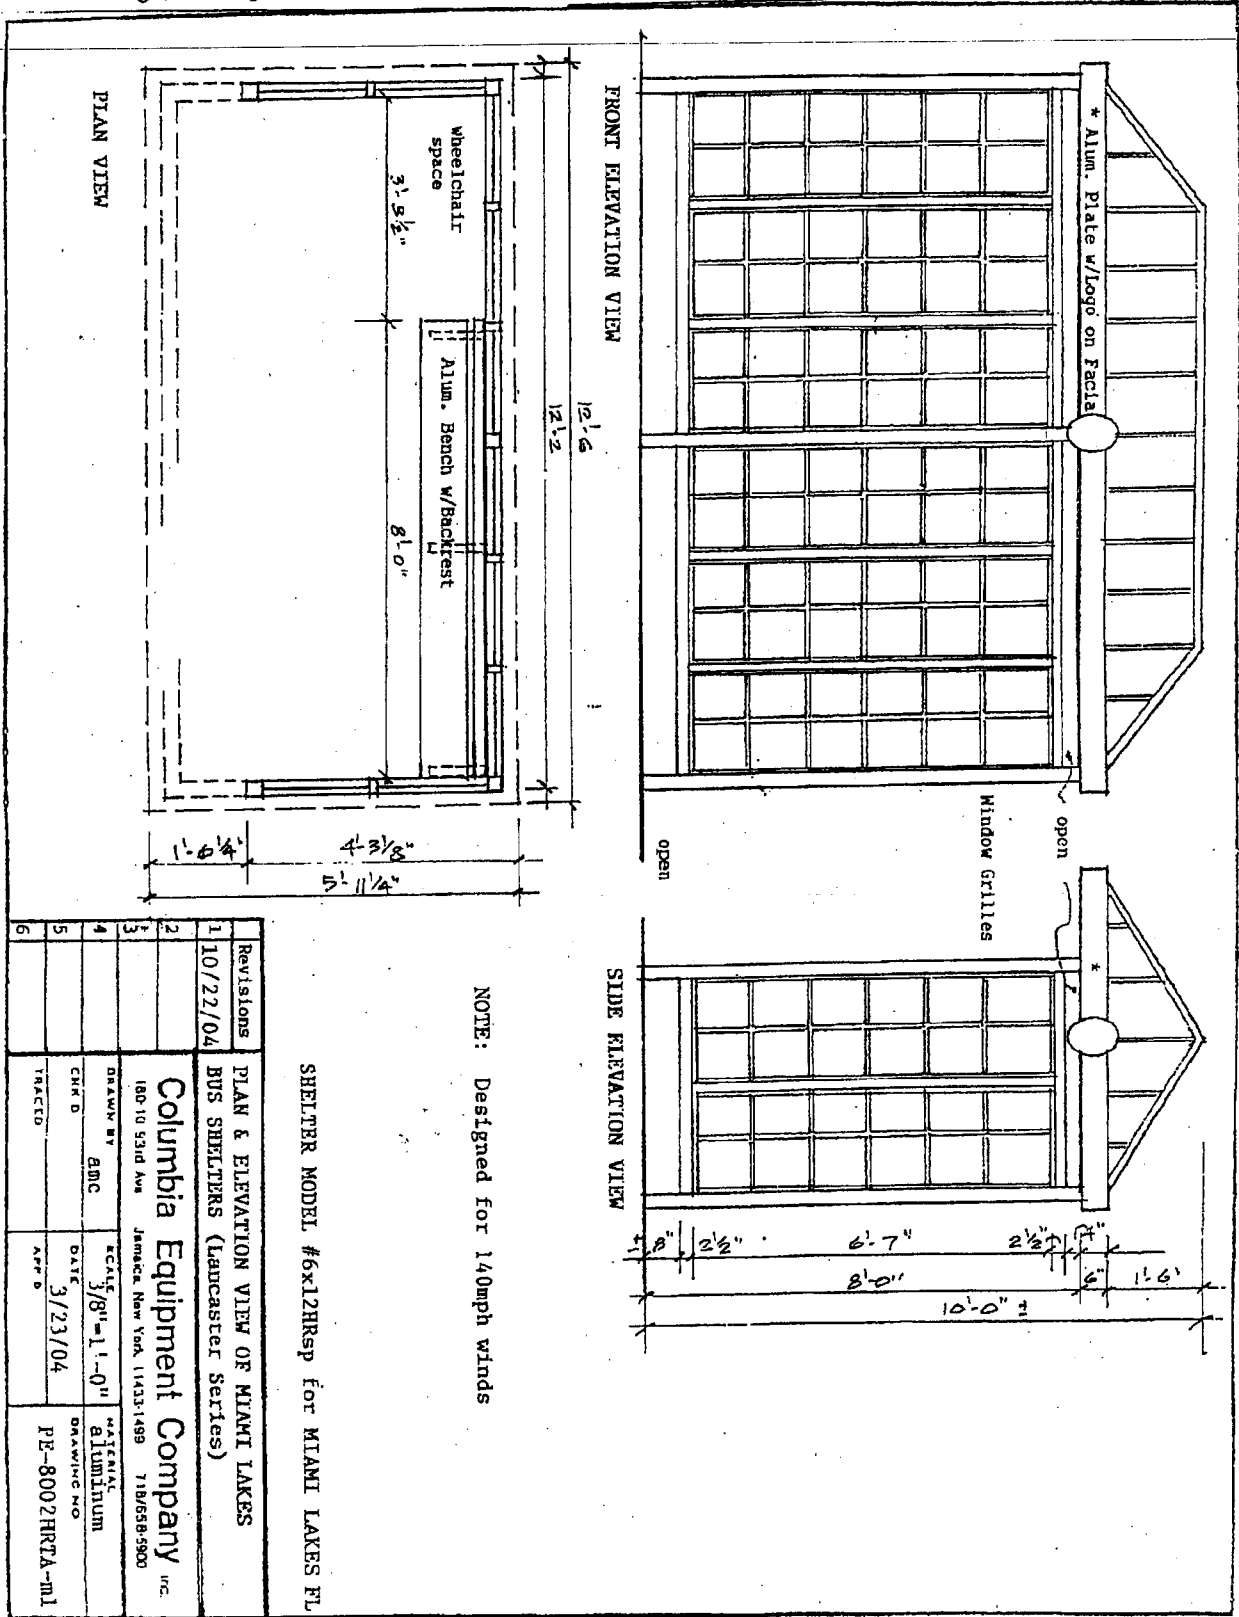 * Alum. Plate w/Logo on Facia
open
Window Grilles
open
FRONT ELEVATION VIEW
*
SIDE ELEVATION VIEW
8"
2½"
6'-7"
2½"
8'-0"
6"
1'-6"
10'-0" ±
12'-6
12'-2
wheelchair
space
3'-5½"
Alum. Bench w/Backrest
8'-0"
4'-3⅛"
5'-11¼"
PLAN VIEW
NOTE: Designed for 140mph winds
SHELTER MODEL #6x12HRsp for MIAMI LAKES FL
Revisions
1 10/22/04
2
3
4
5
6
PLAN & ELEVATION VIEW OF MIAMI LAKES
BUS SHELTERS (Lancaster Series)
Columbia Equipment Company Inc.
180-10 93rd Ave Jamaica, New York 11433-1499 718/658-5900
DRAWN BY amc
SCALE 3/8"=1'-0"
MATERIAL aluminum
CHK'D
DATE 3/23/04
DRAWING NO
PE-8002HRTA-ml
TRACED
APP'D